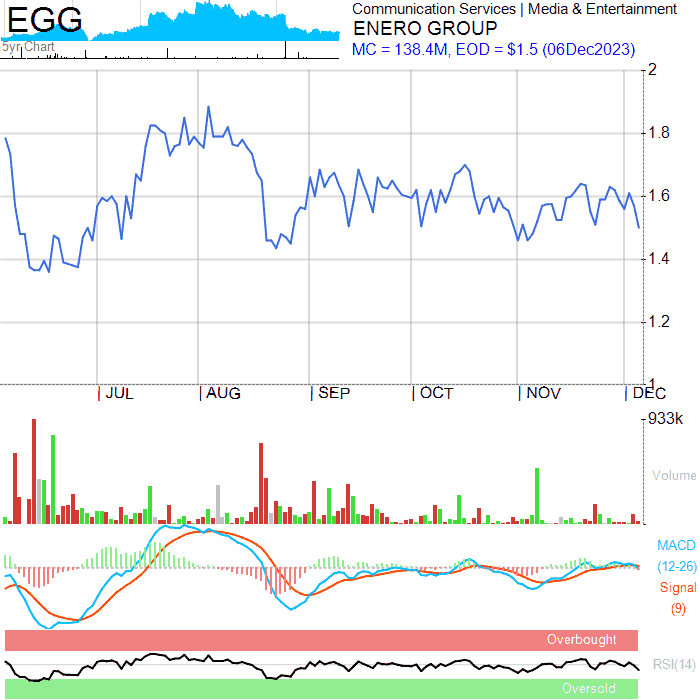 EGG
5yr Chart
Communication Services | Media & Entertainment
ENERO GROUP
MC = 138.4M, EOD = $1.5 (06Dec2023)
2
1.8
1.6
1.4
1.2
1
JUL
AUG
SEP
OCT
NOV
DEC
933k
Volume
MACD
(12-26)
Signal
(9)
Overbought
RSI(14)
Oversold